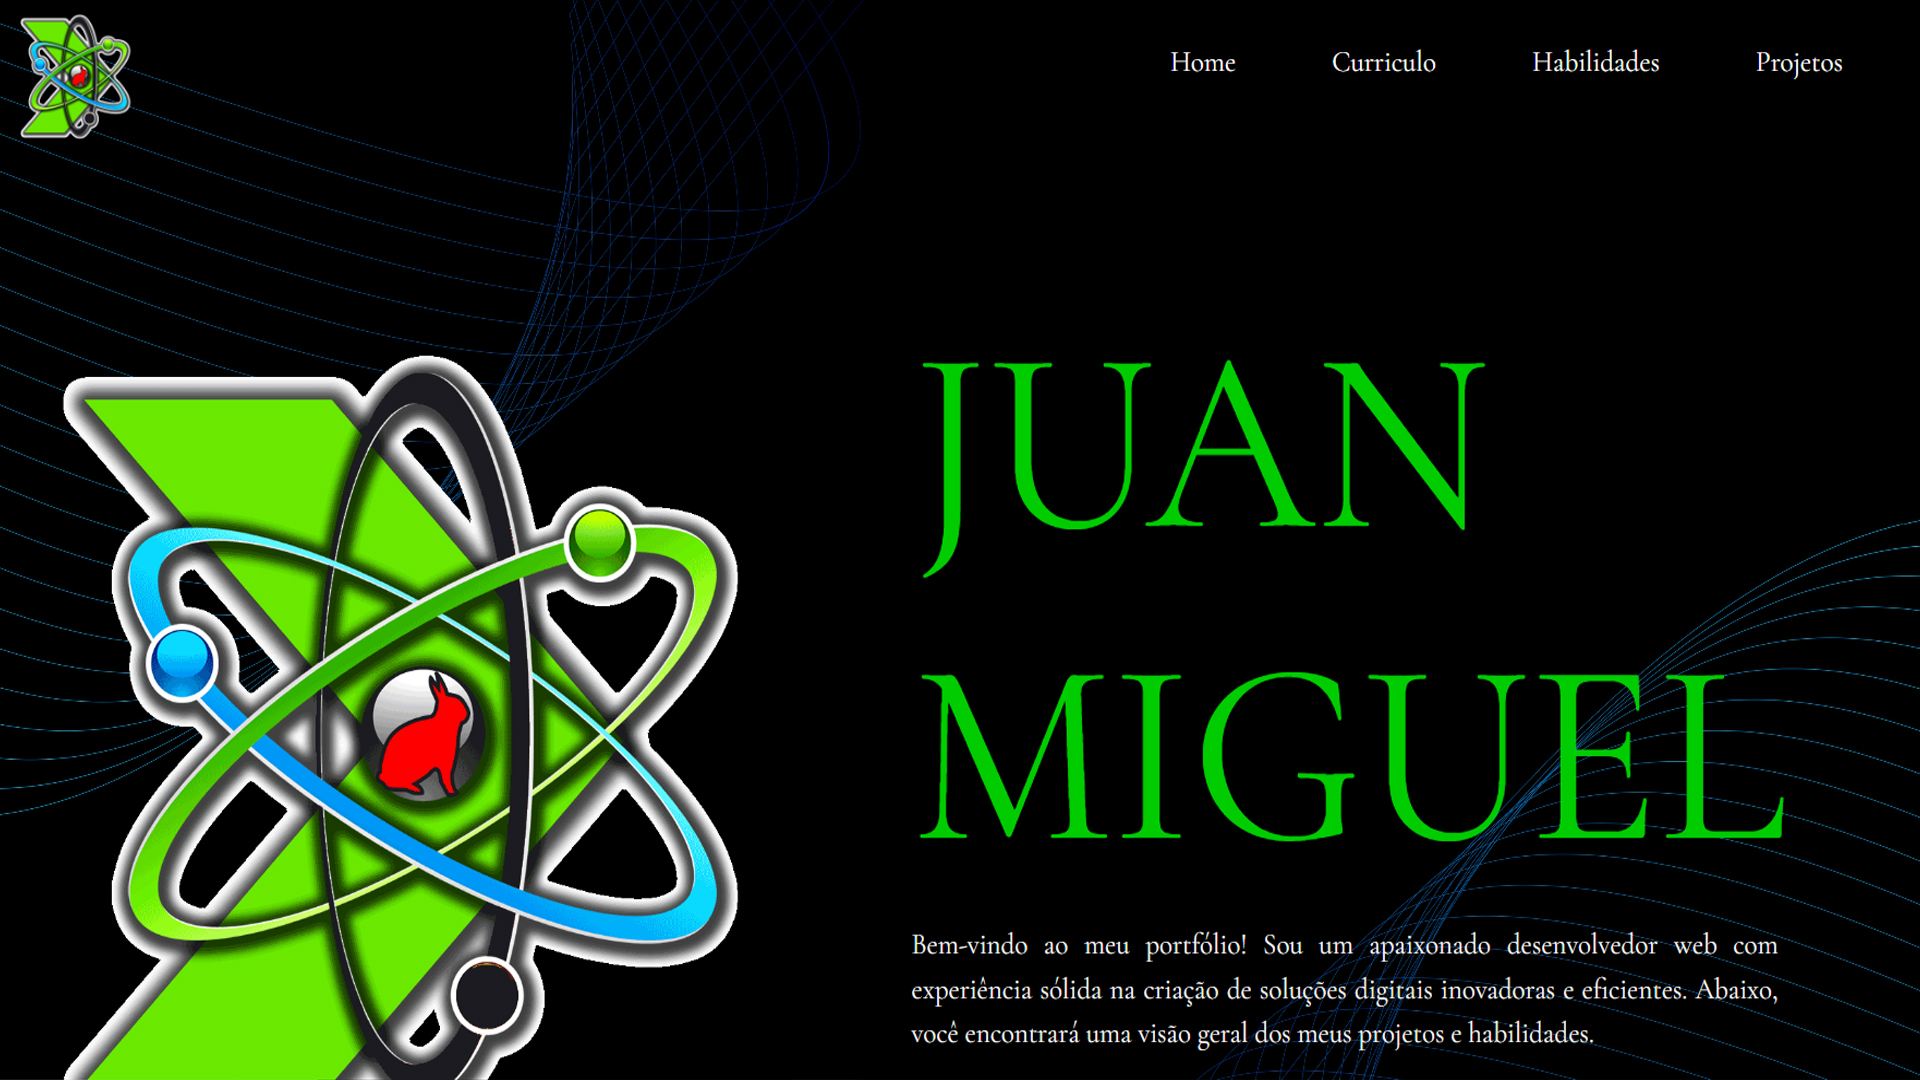 Home Curriculo Habilidades Projetos
JUAN
MIGUEL
Bem-vindo ao meu portfólio! Sou um apaixonado desenvolvedor web com
experiência sólida na criação de soluções digitais inovadoras e eficientes. Abaixo,
você encontrará uma visão geral dos meus projetos e habilidades.